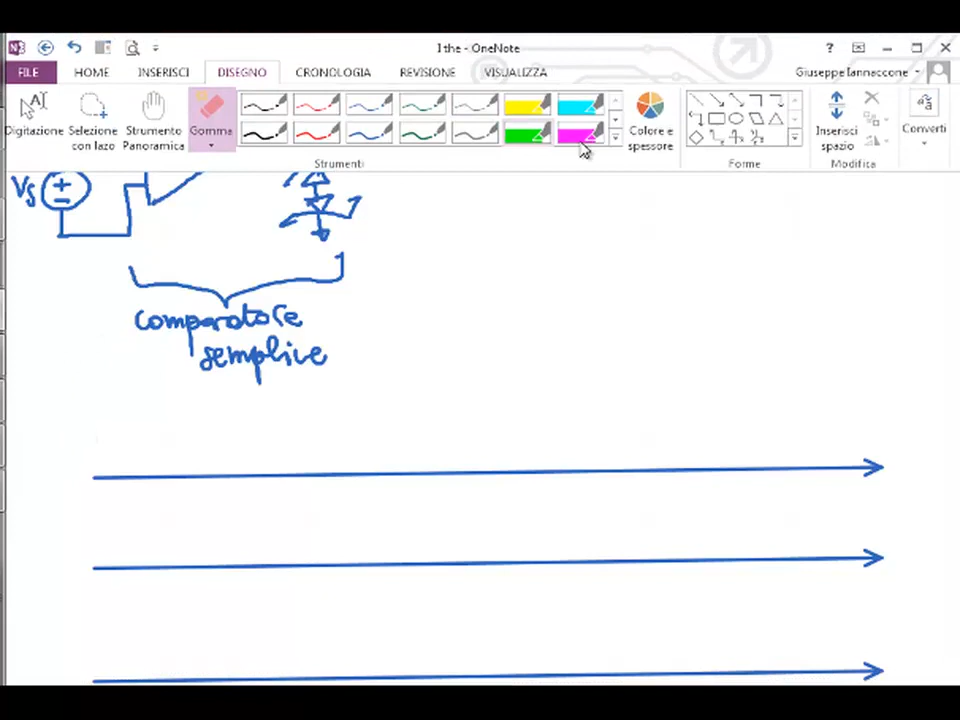 I the - OneNote
?
FILE
HOME
INSERISCI
DISEGNO
CRONOLOGIA
REVISIONE
VISUALIZZA
Giuseppe Iannaccone
Digitazione
Selezione
con lazo
Strumento
Panoramica
Gomma
Colore e
spessore
Inserisci
spazio
Converti
Strumenti
Forme
Modifica
Vs
+
−
comparatore
semplice